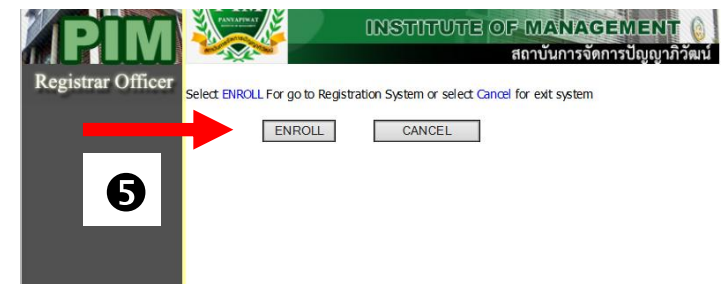 PIM
PANYAPIWAT
INSTITUTE OF MANAGEMENT
สถาบันการจัดการปัญญาภิวัฒน์
Registrar Officer
Select ENROLL For go to Registration System or select Cancel for exit system
ENROLL CANCEL
❺